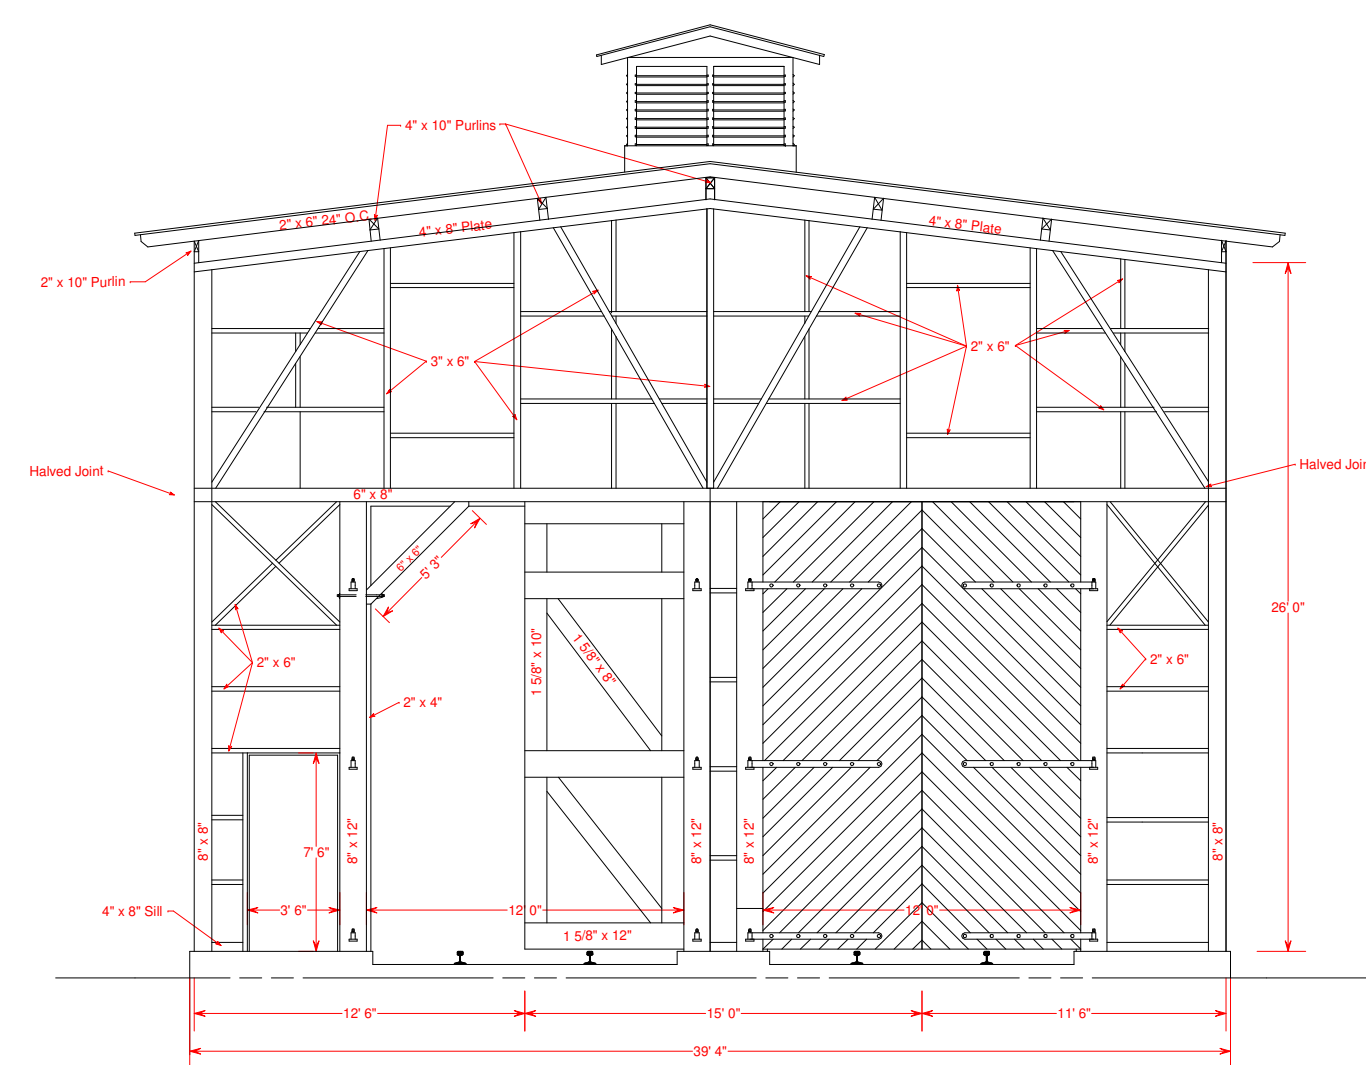 4" x 10" Purlins
2" x 6" 24" O.C.
4" x 8" Plate
4" x 8" Plate
2" x 10" Purlin
3" x 6"
2" x 6"
Halved Joint
Halved Join
6" x 8"
6" x 6"
5' 3"
26' 0"
1 5/8" x 10"
1 5/8" x 8"
2" x 6"
2" x 6"
2" x 4"
8" x 8"
7' 6"
8" x 12"
8" x 12"
8" x 12"
8" x 12"
8" x 8"
4" x 8" Sill
3' 6"
12' 0"
12' 0"
1 5/8" x 12"
12' 6"
15' 0"
11' 6"
39' 4"